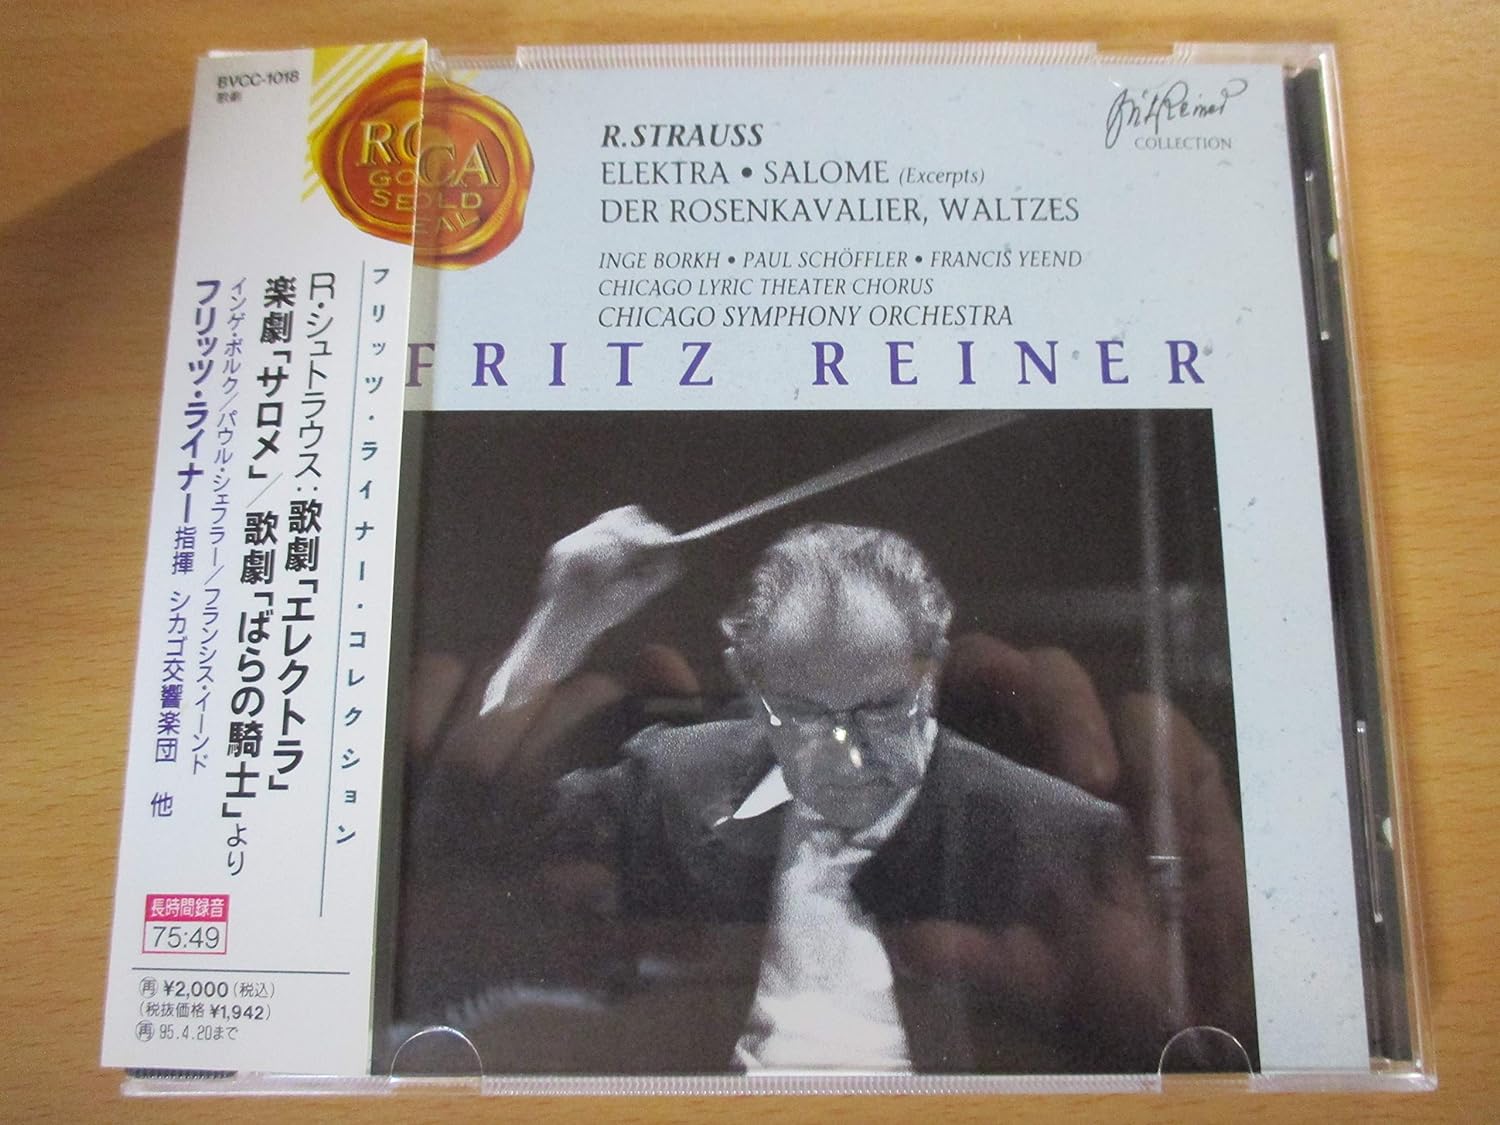 BVCC-1018
歌劇
RCA
GOLD
SEAL
フリッツ・ライナー・コレクション
R・シュトラウス:歌劇「エレクトラ」
楽劇「サロメ」/歌劇「ばらの騎士」より
インゲ・ボルク/パウル・シェフラー/フランシス・イーンド
フリッツ・ライナー指揮 シカゴ交響楽団 他
長時間録音
75:49
再 ¥2,000(税込)
(税抜価格 ¥1,942)
再 95.4.20まで
Fritz Reiner
COLLECTION
R.STRAUSS
ELEKTRA • SALOME (Excerpts)
DER ROSENKAVALIER, WALTZES
INGE BORKH • PAUL SCHÖFFLER • FRANCIS YEEND
CHICAGO LYRIC THEATER CHORUS
CHICAGO SYMPHONY ORCHESTRA
FRITZ REINER